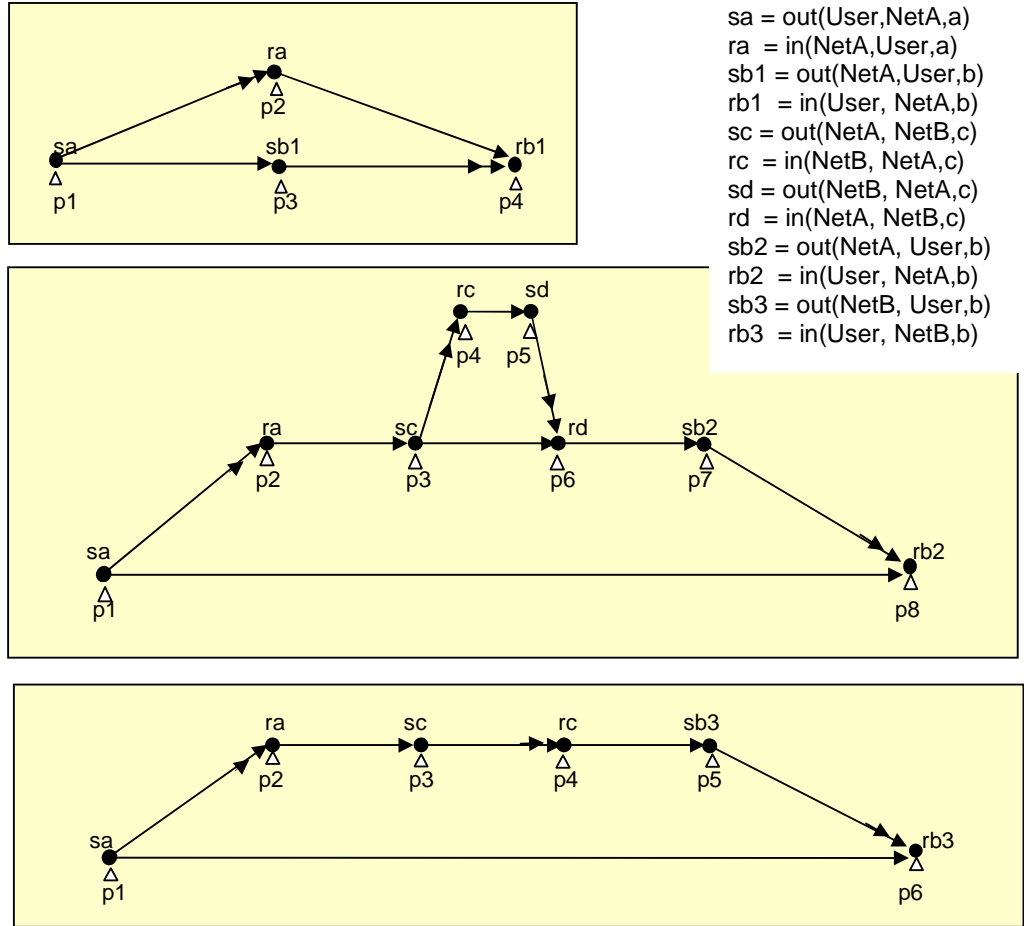 sa = out(User,NetA,a)
ra = in(NetA,User,a)
sb1 = out(NetA,User,b)
rb1 = in(User, NetA,b)
sc = out(NetA, NetB,c)
rc = in(NetB, NetA,c)
sd = out(NetB, NetA,c)
rd = in(NetA, NetB,c)
sb2 = out(NetA, User,b)
rb2 = in(User, NetA,b)
sb3 = out(NetB, User,b)
rb3 = in(User, NetB,b)
ra
p2
sa sb1 rb1
p1 p3 p4
rc sd
p4 p5
ra sc rd sb2
p2 p3 p6 p7
sa rb2
p1 p8
ra sc rc sb3
p2 p3 p4 p5
sa rb3
p1 p6